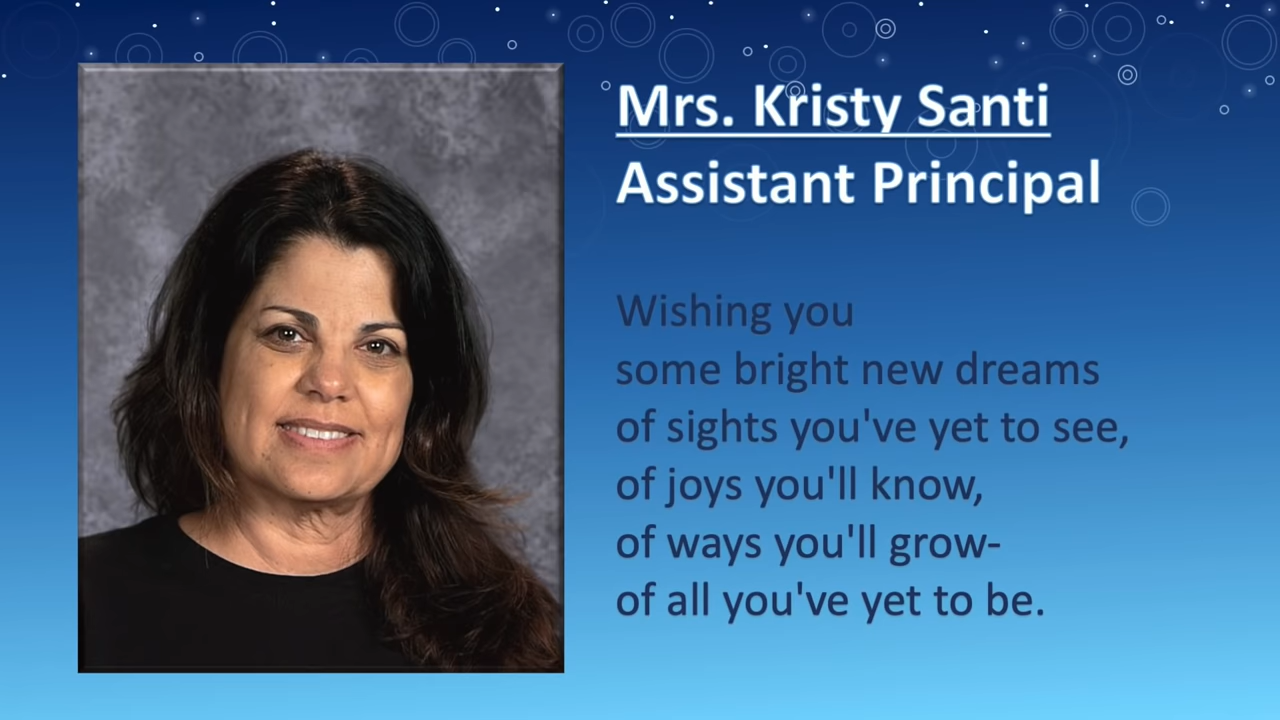 Mrs. Kristy Santi
Assistant Principal
Wishing you
some bright new dreams
of sights you've yet to see,
of joys you'll know,
of ways you'll grow-
of all you've yet to be.